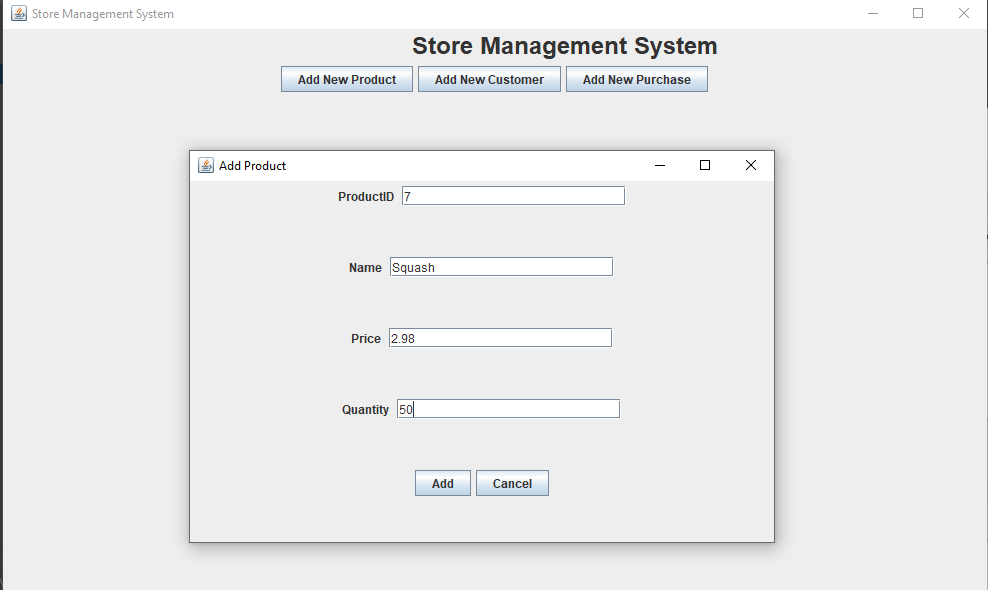 Store Management System
Store Management System
Add New Product Add New Customer Add New Purchase
Add Product
ProductID 7
Name Squash
Price 2.98
Quantity 50
Add Cancel